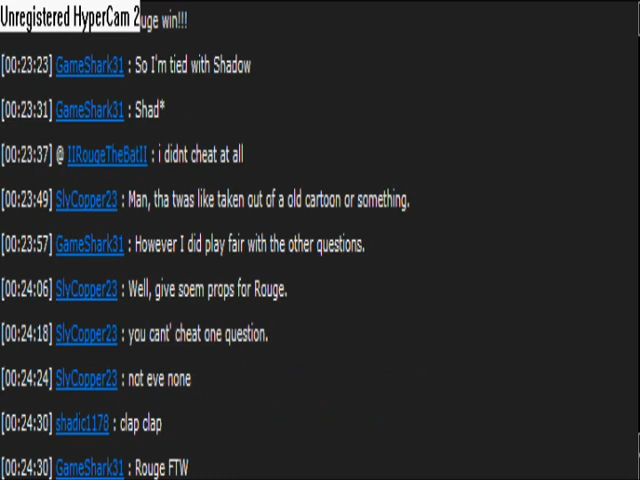 Unregistered HyperCam 2
uge win!!!
[00:23:23] GameShark31 : So I'm tied with Shadow
[00:23:31] GameShark31 : Shad*
[00:23:37] @ IIRougeTheBatII : i didnt cheat at all
[00:23:49] SlyCopper23 : Man, tha twas like taken out of a old cartoon or something.
[00:23:57] GameShark31 : However I did play fair with the other questions.
[00:24:06] SlyCopper23 : Well, give soem props for Rouge.
[00:24:18] SlyCopper23 : you cant' cheat one question.
[00:24:24] SlyCopper23 : not eve none
[00:24:30] shadic1178 : clap clap
[00:24:30] GameShark31 : Rouge FTW